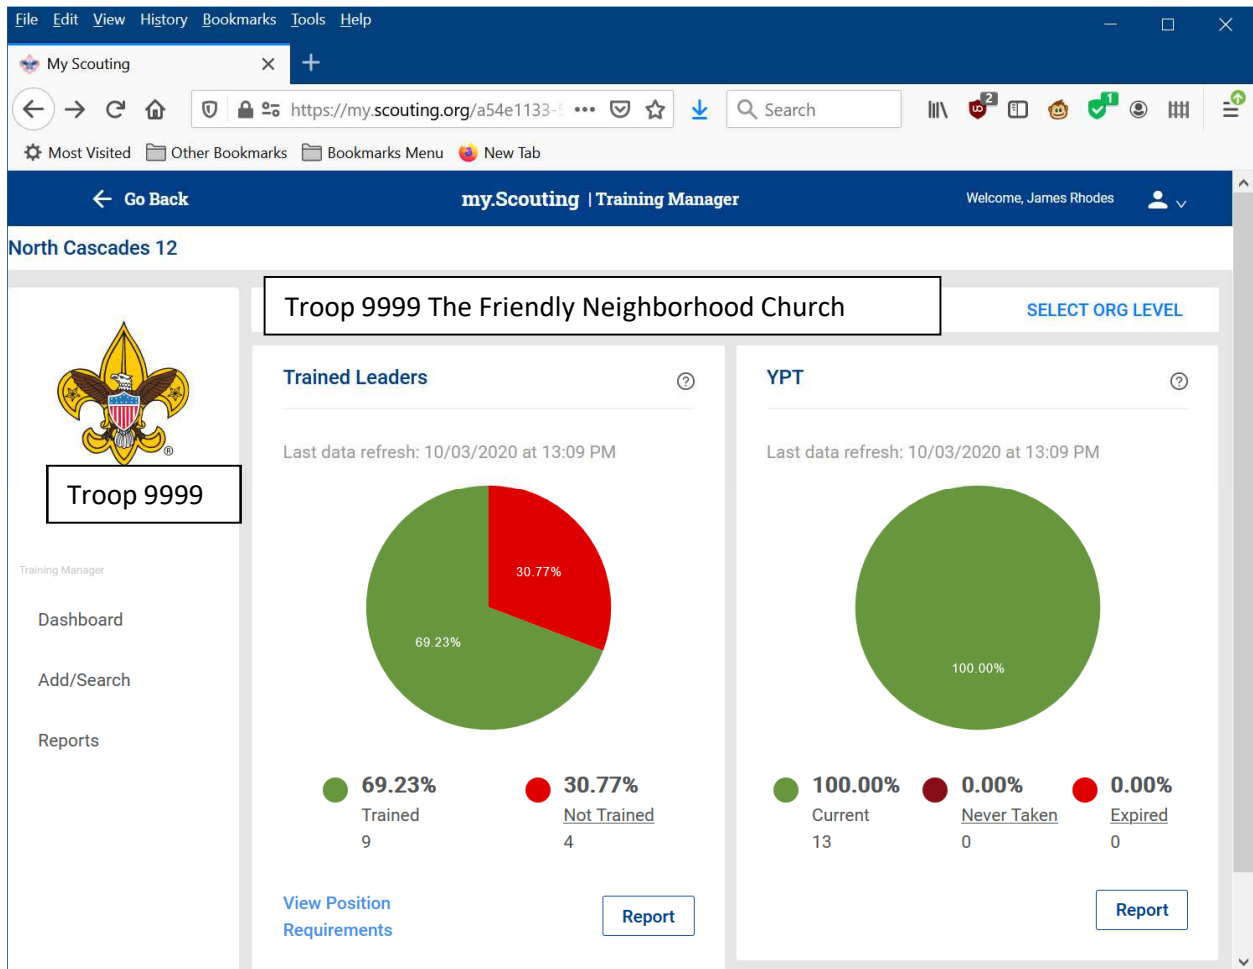 File Edit View History Bookmarks Tools Help
My Scouting
https://my.scouting.org/a54e1133-
Search
2
1
Most Visited Other Bookmarks Bookmarks Menu New Tab
Go Back
my.Scouting | Training Manager
Welcome, James Rhodes
North Cascades 12
Troop 9999 The Friendly Neighborhood Church
SELECT ORG LEVEL
®
Troop 9999
Training Manager
Dashboard
Add/Search
Reports
Trained Leaders
?
Last data refresh: 10/03/2020 at 13:09 PM
30.77%
69.23%
69.23%
Trained
9
30.77%
Not Trained
4
View Position
Requirements
Report
YPT
?
Last data refresh: 10/03/2020 at 13:09 PM
100.00%
100.00%
Current
13
0.00%
Never Taken
0
0.00%
Expired
0
Report